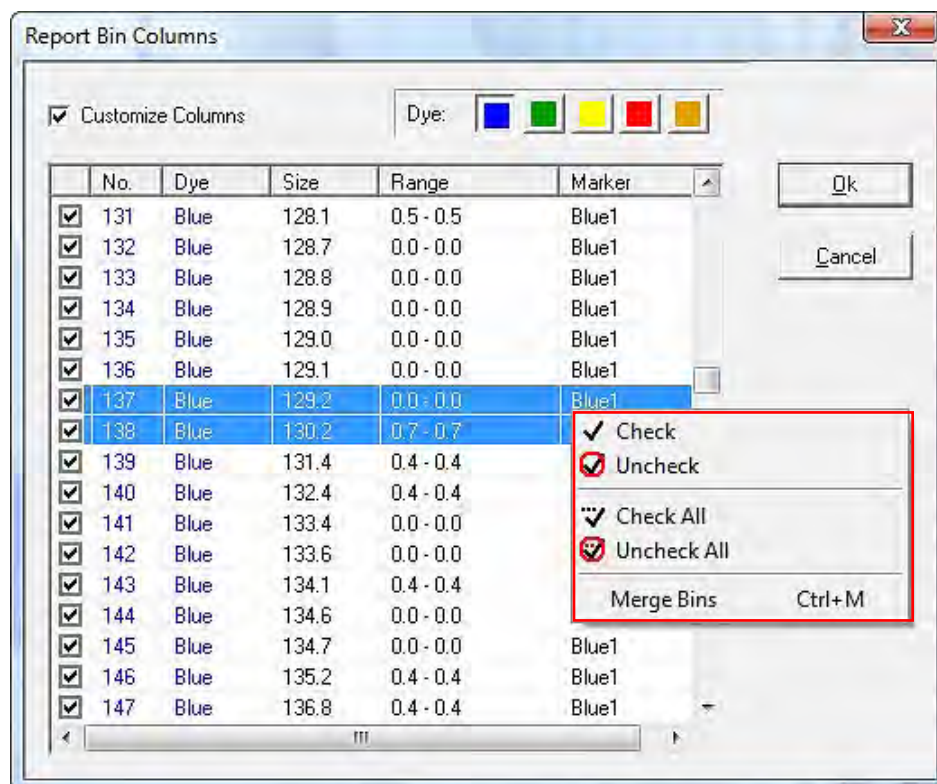 Report Bin Columns
Customize Columns Dye:
No. Dye Size Range Marker
Ok
Cancel
131 Blue 128.1 0.5 - 0.5 Blue1
132 Blue 128.7 0.0 - 0.0 Blue1
133 Blue 128.8 0.0 - 0.0 Blue1
134 Blue 128.9 0.0 - 0.0 Blue1
135 Blue 129.0 0.0 - 0.0 Blue1
136 Blue 129.1 0.0 - 0.0 Blue1
137 Blue 129.2 0.0 - 0.0 Blue1
138 Blue 130.2 0.7 - 0.7
139 Blue 131.4 0.4 - 0.4
140 Blue 132.4 0.4 - 0.4
141 Blue 133.4 0.0 - 0.0
142 Blue 133.6 0.0 - 0.0
143 Blue 134.1 0.4 - 0.4
144 Blue 134.6 0.0 - 0.0
145 Blue 134.7 0.0 - 0.0 Blue1
146 Blue 135.2 0.4 - 0.4 Blue1
147 Blue 136.8 0.4 - 0.4 Blue1
Check
Uncheck
Check All
Uncheck All
Merge Bins Ctrl+M